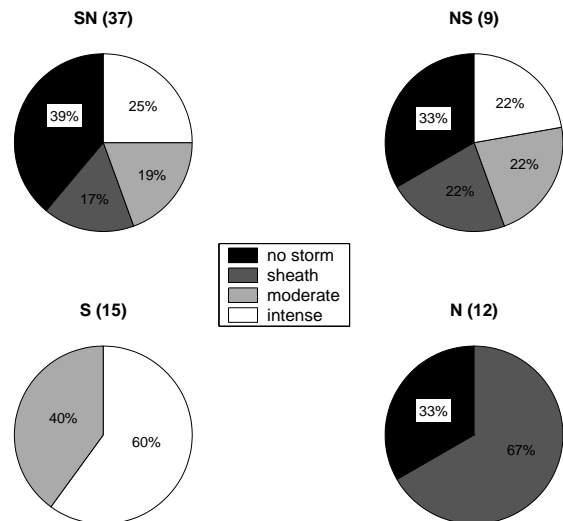 SN (37)
39%
25%
17%
19%
NS (9)
33%
22%
22%
22%
no storm
sheath
moderate
intense
S (15)
40%
60%
N (12)
33%
67%